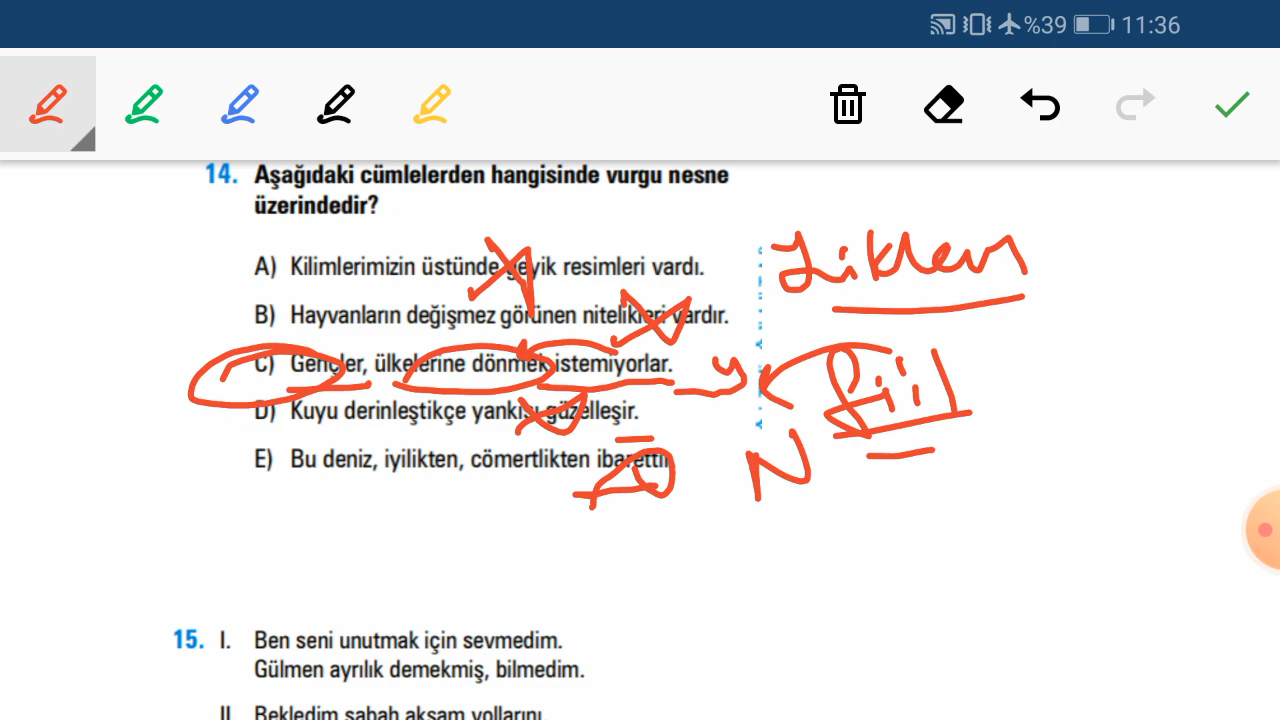 %39 11:36
14. Aşağıdaki cümlelerden hangisinde vurgu nesne
üzerindedir?
A) Kilimlerimizin üstünde geyik resimleri vardı.
B) Hayvanların değişmez görünen nitelikleri vardır.
C) Gençler, ülkelerine dönmek istemiyorlar.
D) Kuyu derinleştikçe yankısı güzelleşir.
E) Bu deniz, iyilikten, cömertlikten ibarettir
Yüklem
y
fiil
N
15. I. Ben seni unutmak için sevmedim.
Gülmen ayrılık demekmiş, bilmedim.
II. Bekledim sabah akşam yollarını,